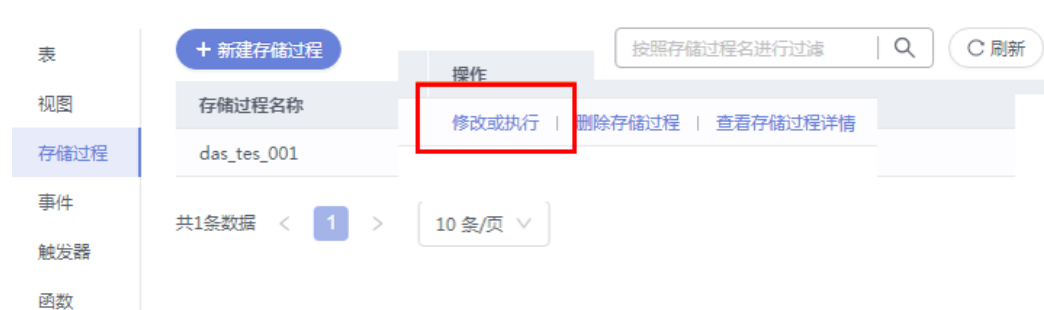 表
视图
存储过程
事件
触发器
函数
+ 新建存储过程
按照存储过程名进行过滤
刷新
存储过程名称
操作
das_tes_001
修改或执行 | 删除存储过程 | 查看存储过程详情
共1条数据 < 1 > 10 条/页